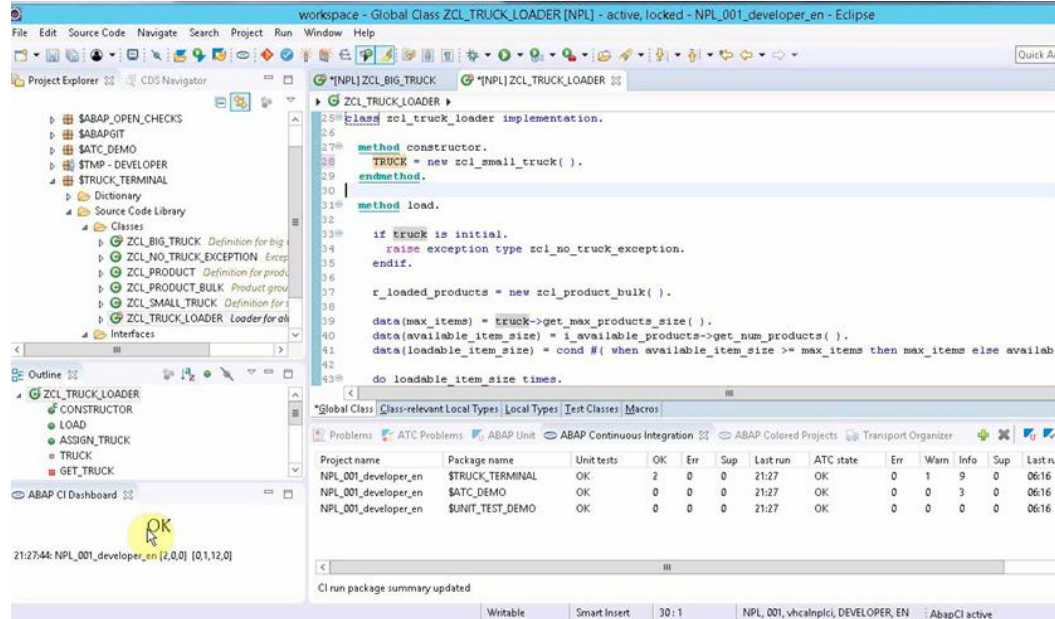 workspace - Global Class ZCL_TRUCK_LOADER [NPL] - active, locked - NPL_001_developer_en - Eclipse
File Edit Source Code Navigate Search Project Run Window Help
Quick A
Project Explorer CDS Navigator
$ABAP_OPEN_CHECKS
$ABAPGIT
$ATC_DEMO
$TMP - DEVELOPER
$TRUCK_TERMINAL
Dictionary
Source Code Library
Classes
ZCL_BIG_TRUCK Definition for big
ZCL_NO_TRUCK_EXCEPTION Excep
ZCL_PRODUCT Definition for produ
ZCL_PRODUCT_BULK Product grou
ZCL_SMALL_TRUCK Definition for s
ZCL_TRUCK_LOADER Loader for all
Interfaces
*[NPL] ZCL_BIG_TRUCK *[NPL] ZCL_TRUCK_LOADER
ZCL_TRUCK_LOADER
25 class zcl_truck_loader implementation.
26
27 method constructor.
28 TRUCK = new zcl_small_truck( ).
29 endmethod.
30
31 method load.
32
33 if truck is initial.
34 raise exception type zcl_no_truck_exception.
35 endif.
36
37 r_loaded_products = new zcl_product_bulk( ).
38
39 data(max_items) = truck->get_max_products_size( ).
40 data(available_item_size) = i_available_products->get_num_products( ).
41 data(loadable_item_size) = cond #( when available_item_size >= max_items then max_items else availab
42
43 do loadable_item_size times.
*Global Class Class-relevant Local Types Local Types Test Classes Macros
Outline
ZCL_TRUCK_LOADER
CONSTRUCTOR
LOAD
ASSIGN_TRUCK
TRUCK
GET_TRUCK
ABAP CI Dashboard
OK
21:27:44: NPL_001_developer_en [2,0,0] [0,1,12,0]
Problems ATC Problems ABAP Unit ABAP Continuous Integration ABAP Colored Projects Transport Organizer
Project name Package name Unit tests OK Err Sup Last run ATC state Err Warn Info Sup Last ru
NPL_001_developer_en $TRUCK_TERMINAL OK 2 0 0 21:27 OK 0 1 9 0 06:16
NPL_001_developer_en $ATC_DEMO OK 0 0 0 21:27 OK 0 0 3 0 06:16
NPL_001_developer_en $UNIT_TEST_DEMO OK 0 0 0 21:27 OK 0 0 0 0 06:16
CI run package summary updated
Writable Smart Insert 30 : 1 NPL, 001, vhcalnplci, DEVELOPER, EN AbapCI active